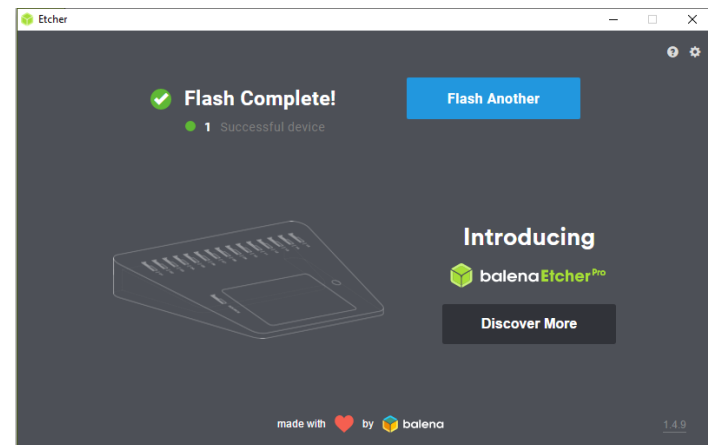 Etcher
Flash Complete!
1 Successful device
Flash Another
Introducing
balenaEtcherPro
Discover More
made with by balena
1.4.9